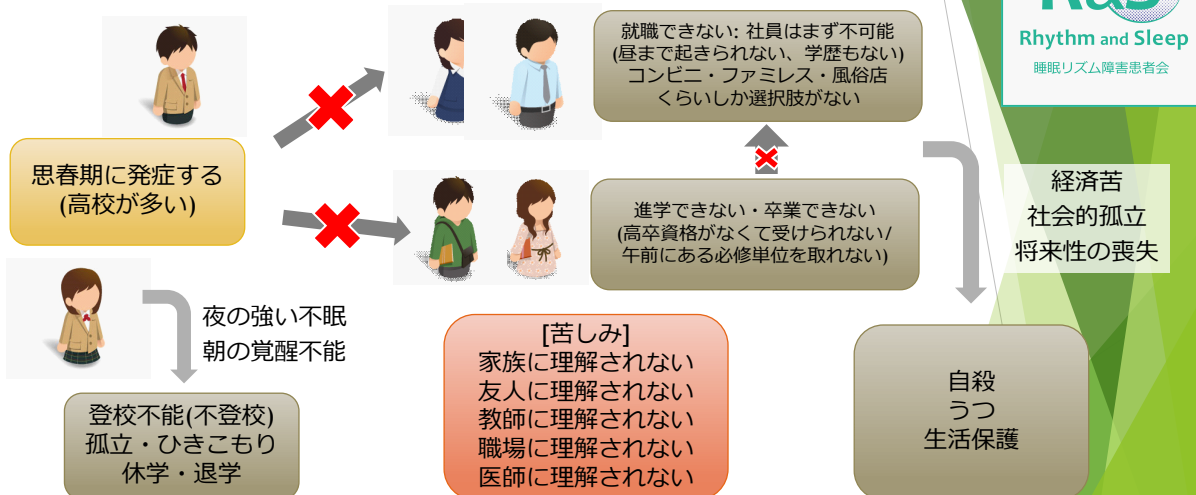 思春期に発症する
(高校が多い)
夜の強い不眠
朝の覚醒不能
登校不能(不登校)
孤立・ひきこもり
休学・退学
就職できない: 社員はまず不可能
(昼まで起きられない、学歴もない)
コンビニ・ファミレス・風俗店
くらいしか選択肢がない
進学できない・卒業できない
(高卒資格がなくて受けられない/
午前にある必修単位を取れない)
[苦しみ]
家族に理解されない
友人に理解されない
教師に理解されない
職場に理解されない
医師に理解されない
経済苦
社会的孤立
将来性の喪失
自殺
うつ
生活保護
R&S
Rhythm and Sleep
睡眠リズム障害患者会